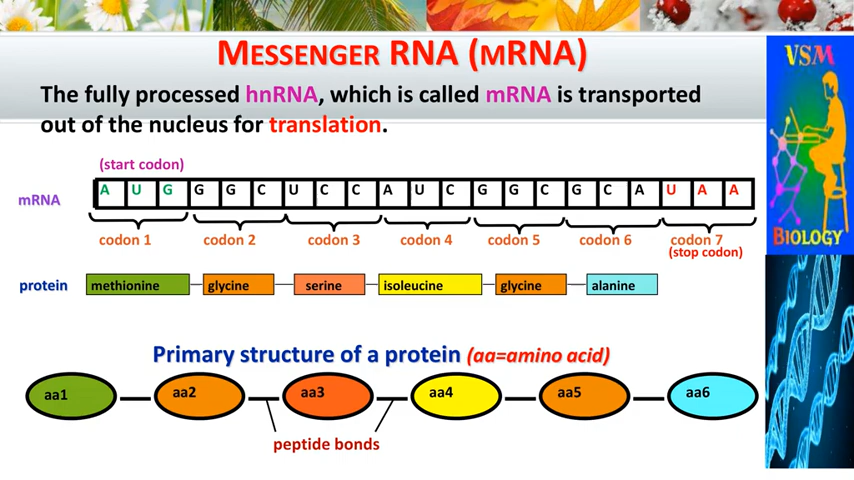 MESSENGER RNA (MRNA)
VSM
The fully processed hnRNA, which is called mRNA is transported
out of the nucleus for translation.
(start codon)
mRNA A U G G G C U C C A U C G G C G C A U A A
codon 1 codon 2 codon 3 codon 4 codon 5 codon 6 codon 7
(stop codon)
BIOLOGY
protein methionine glycine serine isoleucine glycine alanine
Primary structure of a protein (aa=amino acid)
aa1 aa2 aa3 aa4 aa5 aa6
peptide bonds